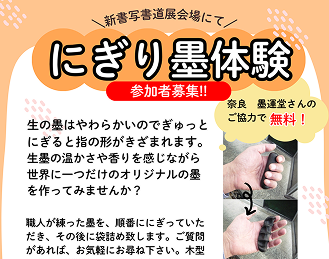 新書写書道展会場にて
にぎり墨体験
参加者募集!!
奈良 墨運堂さんの
ご協力で 無料！
生の墨はやわらかいのでぎゅっと
にぎると指の形がきざまれます。
生墨の温かさや香りを感じながら
世界に一つだけのオリジナルの墨
を作ってみませんか？
職人が練った墨を、順番ににぎっていた
だき、その後に袋詰め致します。ご質問
があれば、お気軽にお尋ね下さい。木型